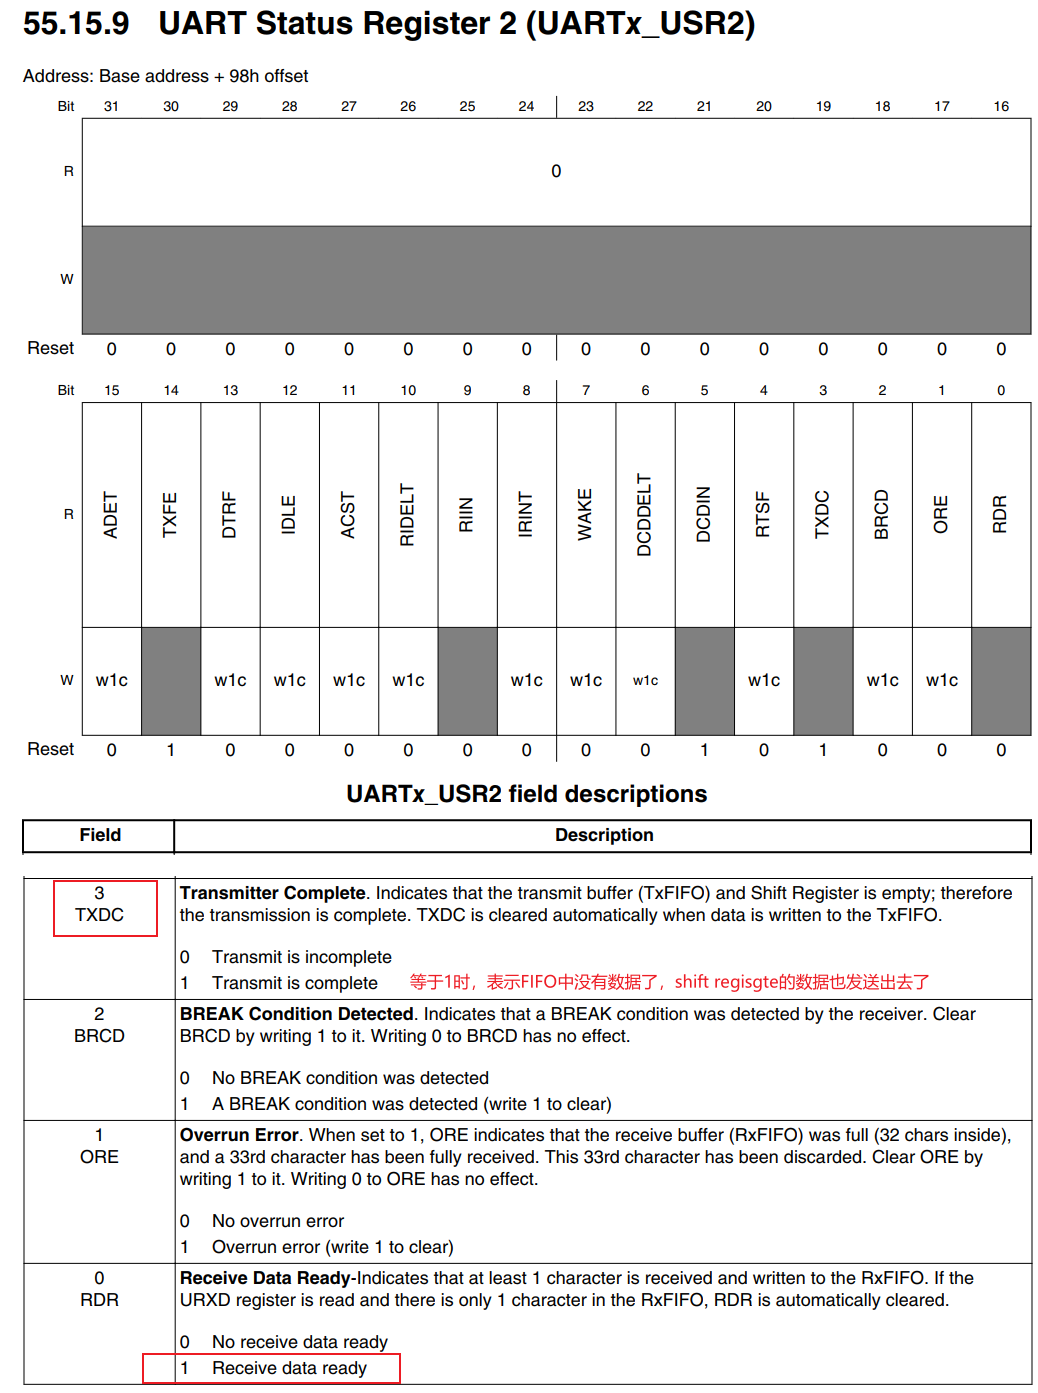 55.15.9 UART Status Register 2 (UARTx_USR2)
Address: Base address + 98h offset
Bit 31 30 29 28 27 26 25 24 23 22 21 20 19 18 17 16
R 0
W
Reset 0 0 0 0 0 0 0 0 0 0 0 0 0 0 0 0
Bit 15 14 13 12 11 10 9 8 7 6 5 4 3 2 1 0
R ADET TXFE DTRF IDLE ACST RIDELT RIIN IRINT WAKE DCDDELT DCDIN RTSF TXDC BRCD ORE RDR
W w1c w1c w1c w1c w1c w1c w1c w1c w1c w1c w1c
Reset 0 1 0 0 0 0 0 0 0 0 1 0 1 0 0 0
UARTx_USR2 field descriptions
Field Description
3 Transmitter Complete. Indicates that the transmit buffer (TxFIFO) and Shift Register is empty; therefore
TXDC the transmission is complete. TXDC is cleared automatically when data is written to the TxFIFO.
0 Transmit is incomplete
1 Transmit is complete 等于1时，表示FIFO中没有数据了，shift regisgte的数据也发送出去了
2 BREAK Condition Detected. Indicates that a BREAK condition was detected by the receiver. Clear
BRCD BRCD by writing 1 to it. Writing 0 to BRCD has no effect.
0 No BREAK condition was detected
1 A BREAK condition was detected (write 1 to clear)
1 Overrun Error. When set to 1, ORE indicates that the receive buffer (RxFIFO) was full (32 chars inside),
ORE and a 33rd character has been fully received. This 33rd character has been discarded. Clear ORE by
writing 1 to it. Writing 0 to ORE has no effect.
0 No overrun error
1 Overrun error (write 1 to clear)
0 Receive Data Ready-Indicates that at least 1 character is received and written to the RxFIFO. If the
RDR URXD register is read and there is only 1 character in the RxFIFO, RDR is automatically cleared.
0 No receive data ready
1 Receive data ready